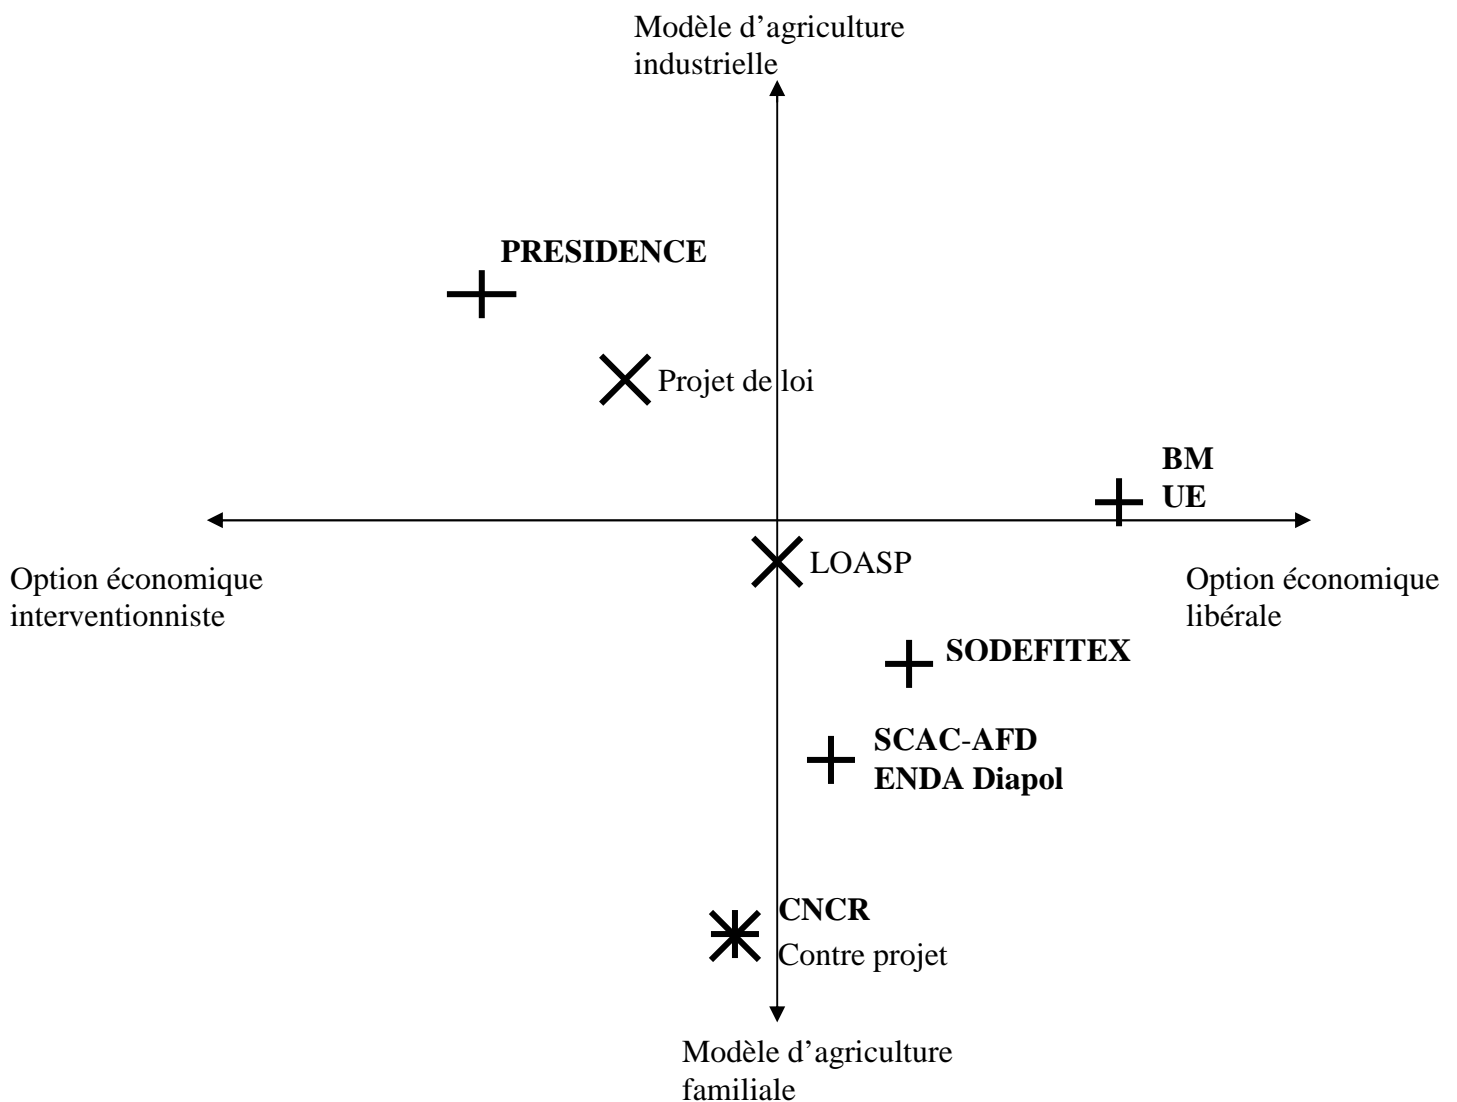 Modèle d’agriculture
industrielle
PRESIDENCE
Projet de loi
BM
UE
LOASP
Option économique
interventionniste
Option économique
libérale
SODEFITEX
SCAC-AFD
ENDA Diapol
CNCR
Contre projet
Modèle d’agriculture
familiale